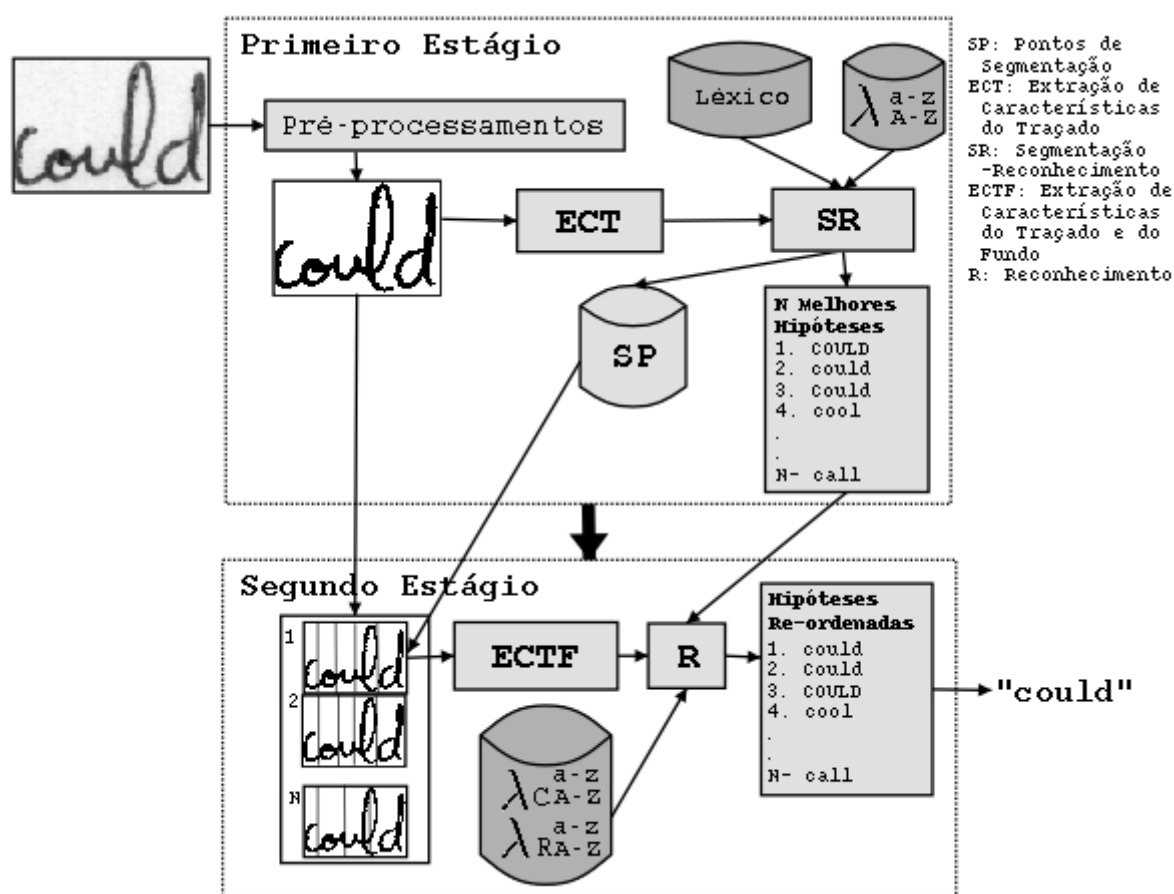 Primeiro Estágio
could
Pré-processamentos
Léxico
λ a-z
A-Z
SP: Pontos de
Segmentação
ECT: Extração de
Características
do Traçado
SR: Segmentação
-Reconhecimento
ECTF: Extração de
Características
do Traçado e do
Fundo
R: Reconhecimento
could
ECT
SR
SP
N Melhores
Hipóteses
1. COULD
2. could
3. Could
4. cool
.
.
N- call
Segundo Estágio
1
could
2
could
N
could
ECTF
R
λ C a-z
A-Z
λ R a-z
A-Z
Hipóteses
Re-ordenadas
1. could
2. Could
3. COULD
4. cool
.
.
N- call
"could"